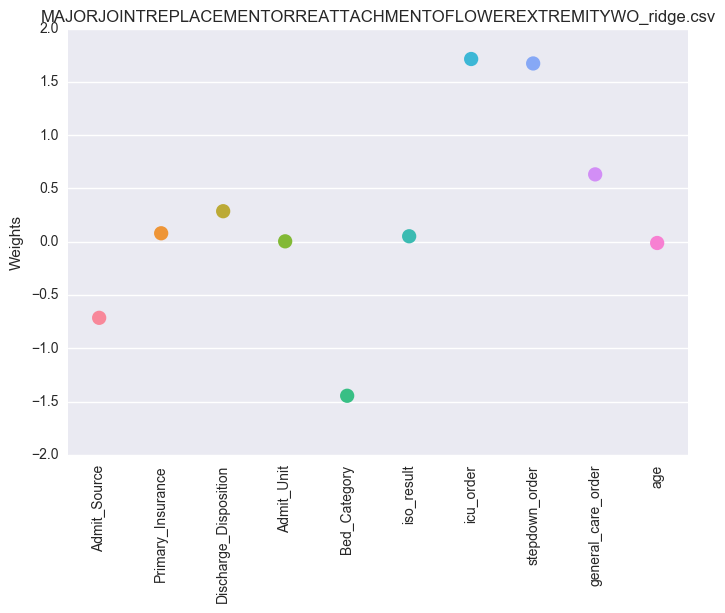 MAJORJOINTREPLACEMENTORREATTACHMENTOFLOWEREXTREMITYWO_ridge.csv
2.0
1.5
1.0
0.5
0.0
−0.5
−1.0
−1.5
−2.0
Weights
Admit_Source
Primary_Insurance
Discharge_Disposition
Admit_Unit
Bed_Category
iso_result
icu_order
stepdown_order
general_care_order
age